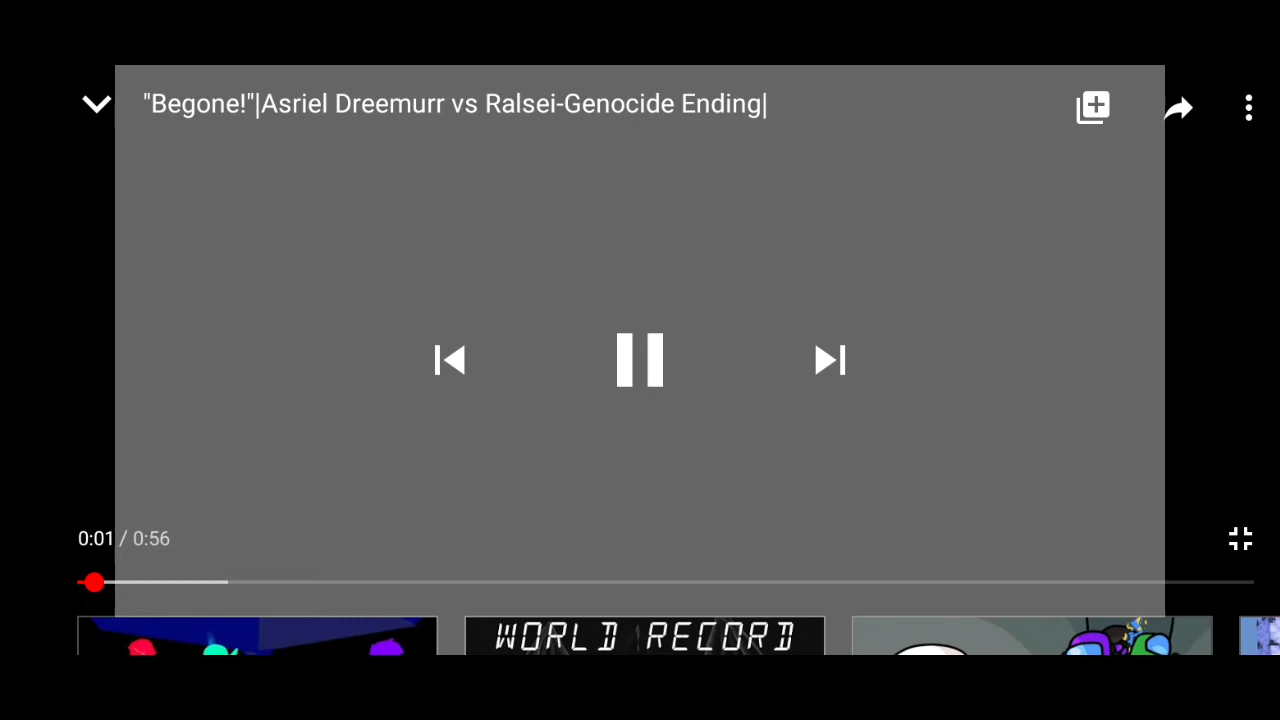 "Begone!"|Asriel Dreemurr vs Ralsei-Genocide Ending|
0:01 / 0:56
WORLD RECORD